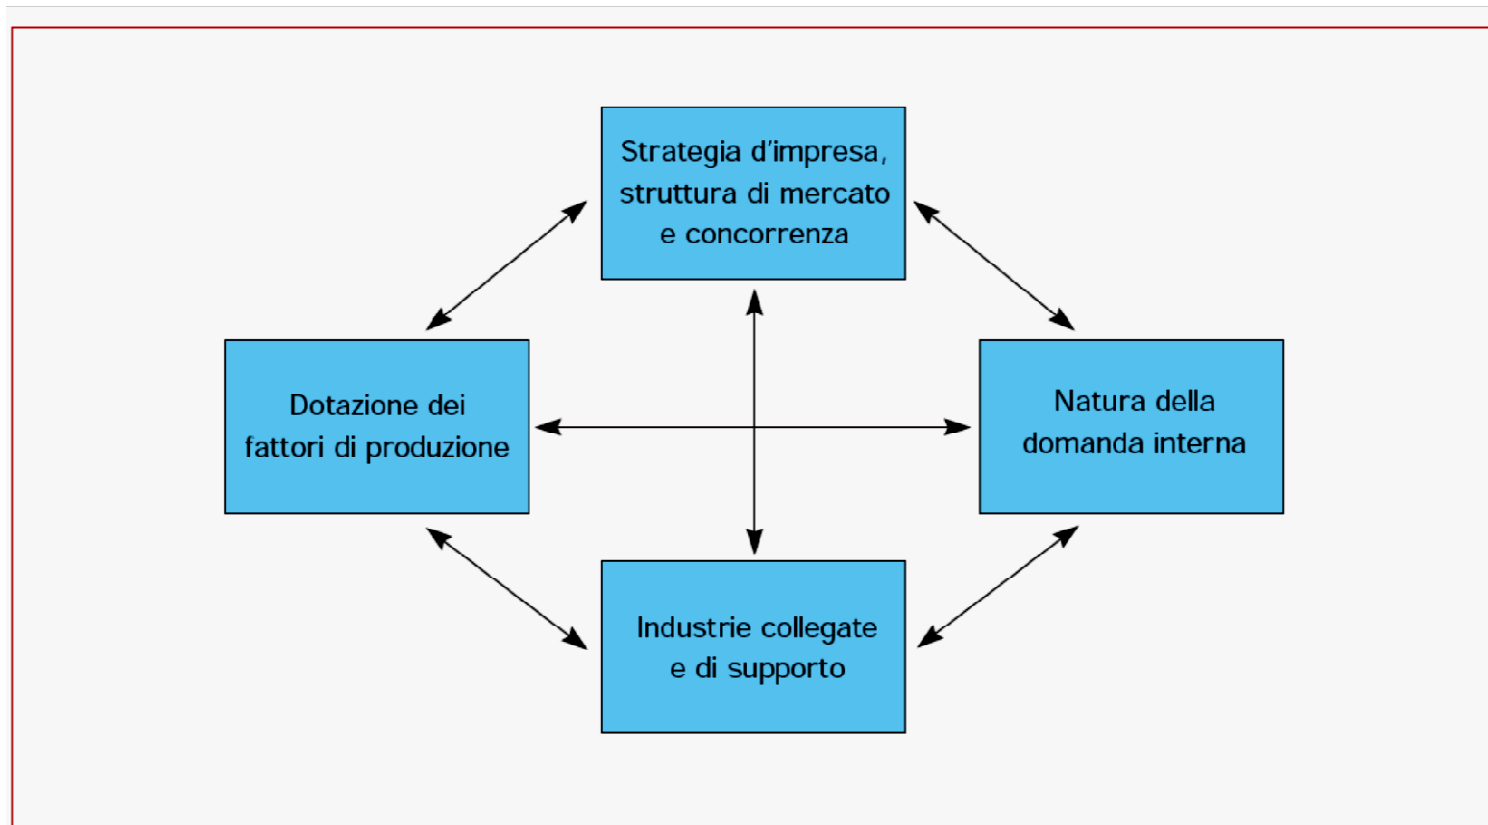 Strategia d'impresa,
struttura di mercato
e concorrenza
Dotazione dei
fattori di produzione
Natura della
domanda interna
Industrie collegate
e di supporto